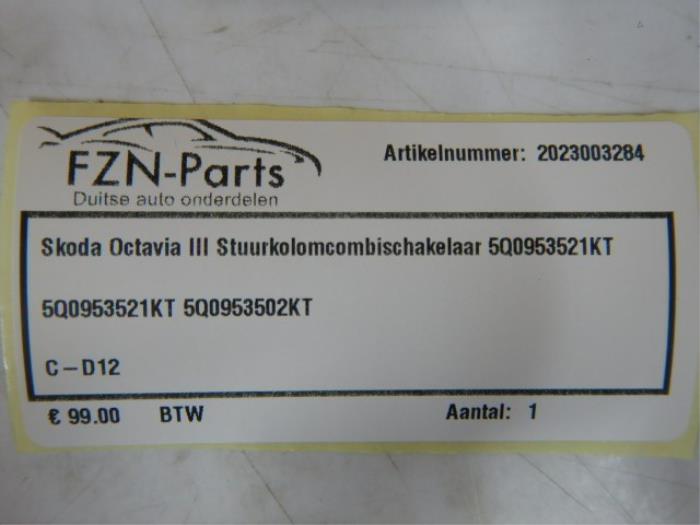 FZN-Parts
Duitse auto onderdelen
Artikelnummer: 2023003284
Skoda Octavia III Stuurkolomcombischakelaar 5Q0953521KT
5Q0953521KT 5Q0953502KT
C-D12
€ 99.00 BTW Aantal: 1